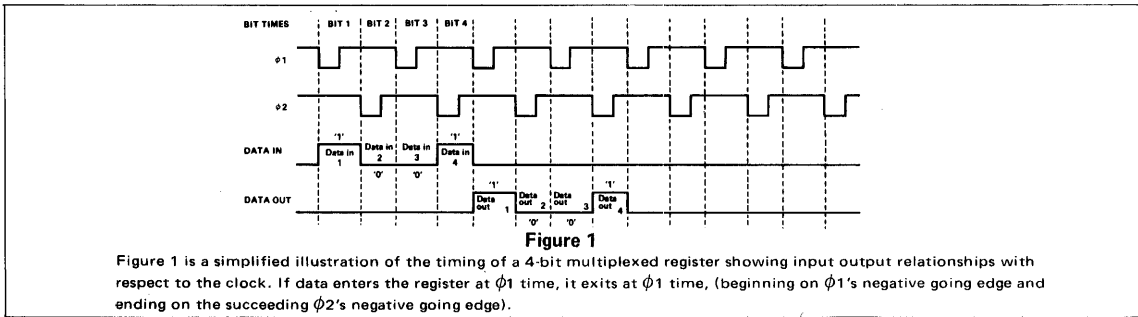 BIT TIMES BIT 1 BIT 2 BIT 3 BIT 4
ϕ1
ϕ2
DATA IN
'1' '1'
Data in 1 Data in 2 Data in 3 Data in 4
'0' '0'
DATA OUT
'1' '1'
Data out 1 Data out 2 Data out 3 Data out 4
'0' '0'
Figure 1
Figure 1 is a simplified illustration of the timing of a 4-bit multiplexed register showing input output relationships with
respect to the clock. If data enters the register at ϕ1 time, it exits at ϕ1 time, (beginning on ϕ1's negative going edge and
ending on the succeeding ϕ2's negative going edge).